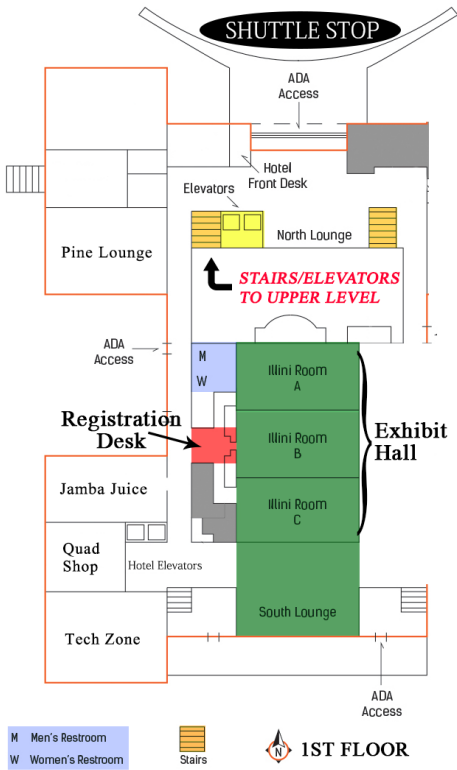 SHUTTLE STOP
ADA
Access
Hotel
Front Desk
Elevators
North Lounge
Pine Lounge
STAIRS/ELEVATORS
TO UPPER LEVEL
ADA
Access
M
W
Illini Room
A
Registration
Desk
Illini Room
B
Exhibit
Hall
Jamba Juice
Illini Room
C
Quad
Shop
Hotel Elevators
South Lounge
Tech Zone
ADA
Access
M Men's Restroom
W Women's Restroom
Stairs
N
1ST FLOOR